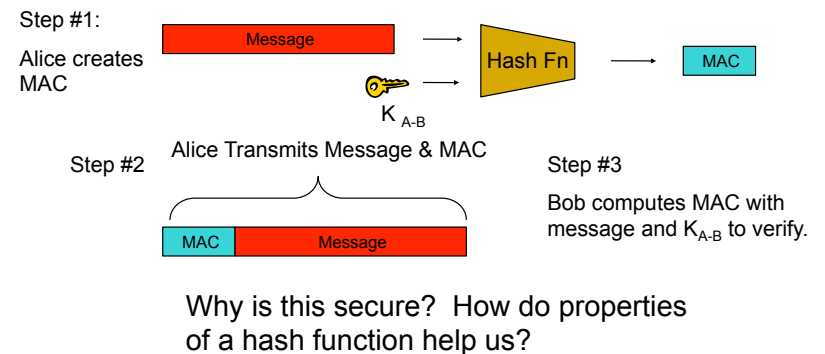 Step #1:
Alice creates
MAC
Message
Hash Fn
MAC
K A-B
Step #2
Alice Transmits Message & MAC
MAC
Message
Step #3
Bob computes MAC with
message and KA-B to verify.
Why is this secure? How do properties
of a hash function help us?